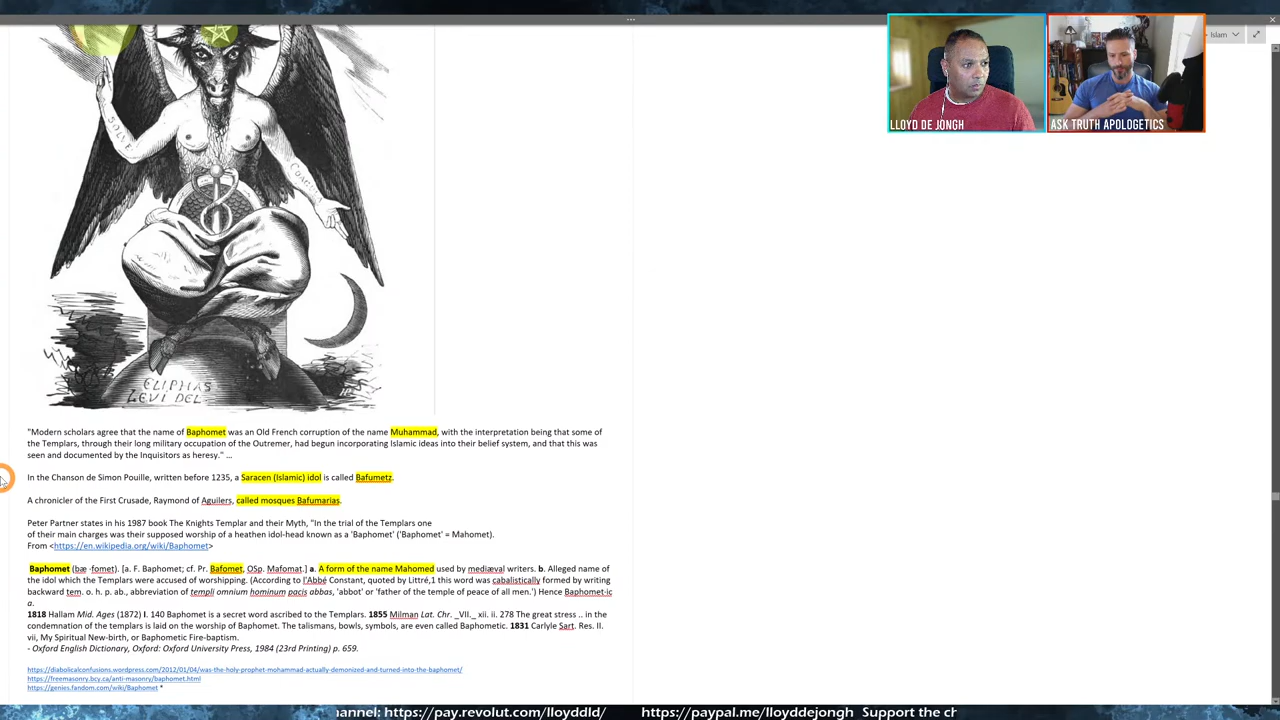 Islam
LLOYD DE JONGH
ASK TRUTH APOLOGETICS
SOLVE
COAGULA
ELIPHAS
LEVI DEL
"Modern scholars agree that the name of Baphomet was an Old French corruption of the name Muhammad, with the interpretation being that some of
the Templars, through their long military occupation of the Outremer, had begun incorporating Islamic ideas into their belief system, and that this was
seen and documented by the Inquisitors as heresy." ...
In the Chanson de Simon Pouille, written before 1235, a Saracen (Islamic) idol is called Bafumetz.
A chronicler of the First Crusade, Raymond of Aguilers, called mosques Bafumarias.
Peter Partner states in his 1987 book The Knights Templar and their Myth, "In the trial of the Templars one
of their main charges was their supposed worship of a heathen idol-head known as a 'Baphomet' ('Baphomet' = Mahomet).
From <https://en.wikipedia.org/wiki/Baphomet>
Baphomet (bæ ·fomet). [a. F. Baphomet; cf. Pr. Bafomet, OSp. Mafomat.] a. A form of the name Mahomed used by mediæval writers. b. Alleged name of
the idol which the Templars were accused of worshipping. (According to l'Abbé Constant, quoted by Littré,1 this word was cabalistically formed by writing
backward tem. o. h. p. ab., abbreviation of templi omnium hominum pacis abbas, 'abbot' or 'father of the temple of peace of all men.') Hence Baphomet-ic
a.
1818 Hallam Mid. Ages (1872) I. 140 Baphomet is a secret word ascribed to the Templars. 1855 Milman Lat. Chr. _VII._ xii. ii. 278 The great stress .. in the
condemnation of the templars is laid on the worship of Baphomet. The talismans, bowls, symbols, are even called Baphometic. 1831 Carlyle Sart. Res. II.
vii, My Spiritual New-birth, or Baphometic Fire-baptism.
- Oxford English Dictionary, Oxford: Oxford University Press, 1984 (23rd Printing) p. 659.
https://diabolicalconfusions.wordpress.com/2012/01/04/was-the-holy-prophet-mohammad-actually-demonized-and-turned-into-the-baphomet/
https://freemasonry.bcy.ca/anti-masonry/baphomet.html
https://genies.fandom.com/wiki/Baphomet *
hannel: https://pay.revolut.com/lloyddld/ https://paypal.me/lloyddejongh Support the ch